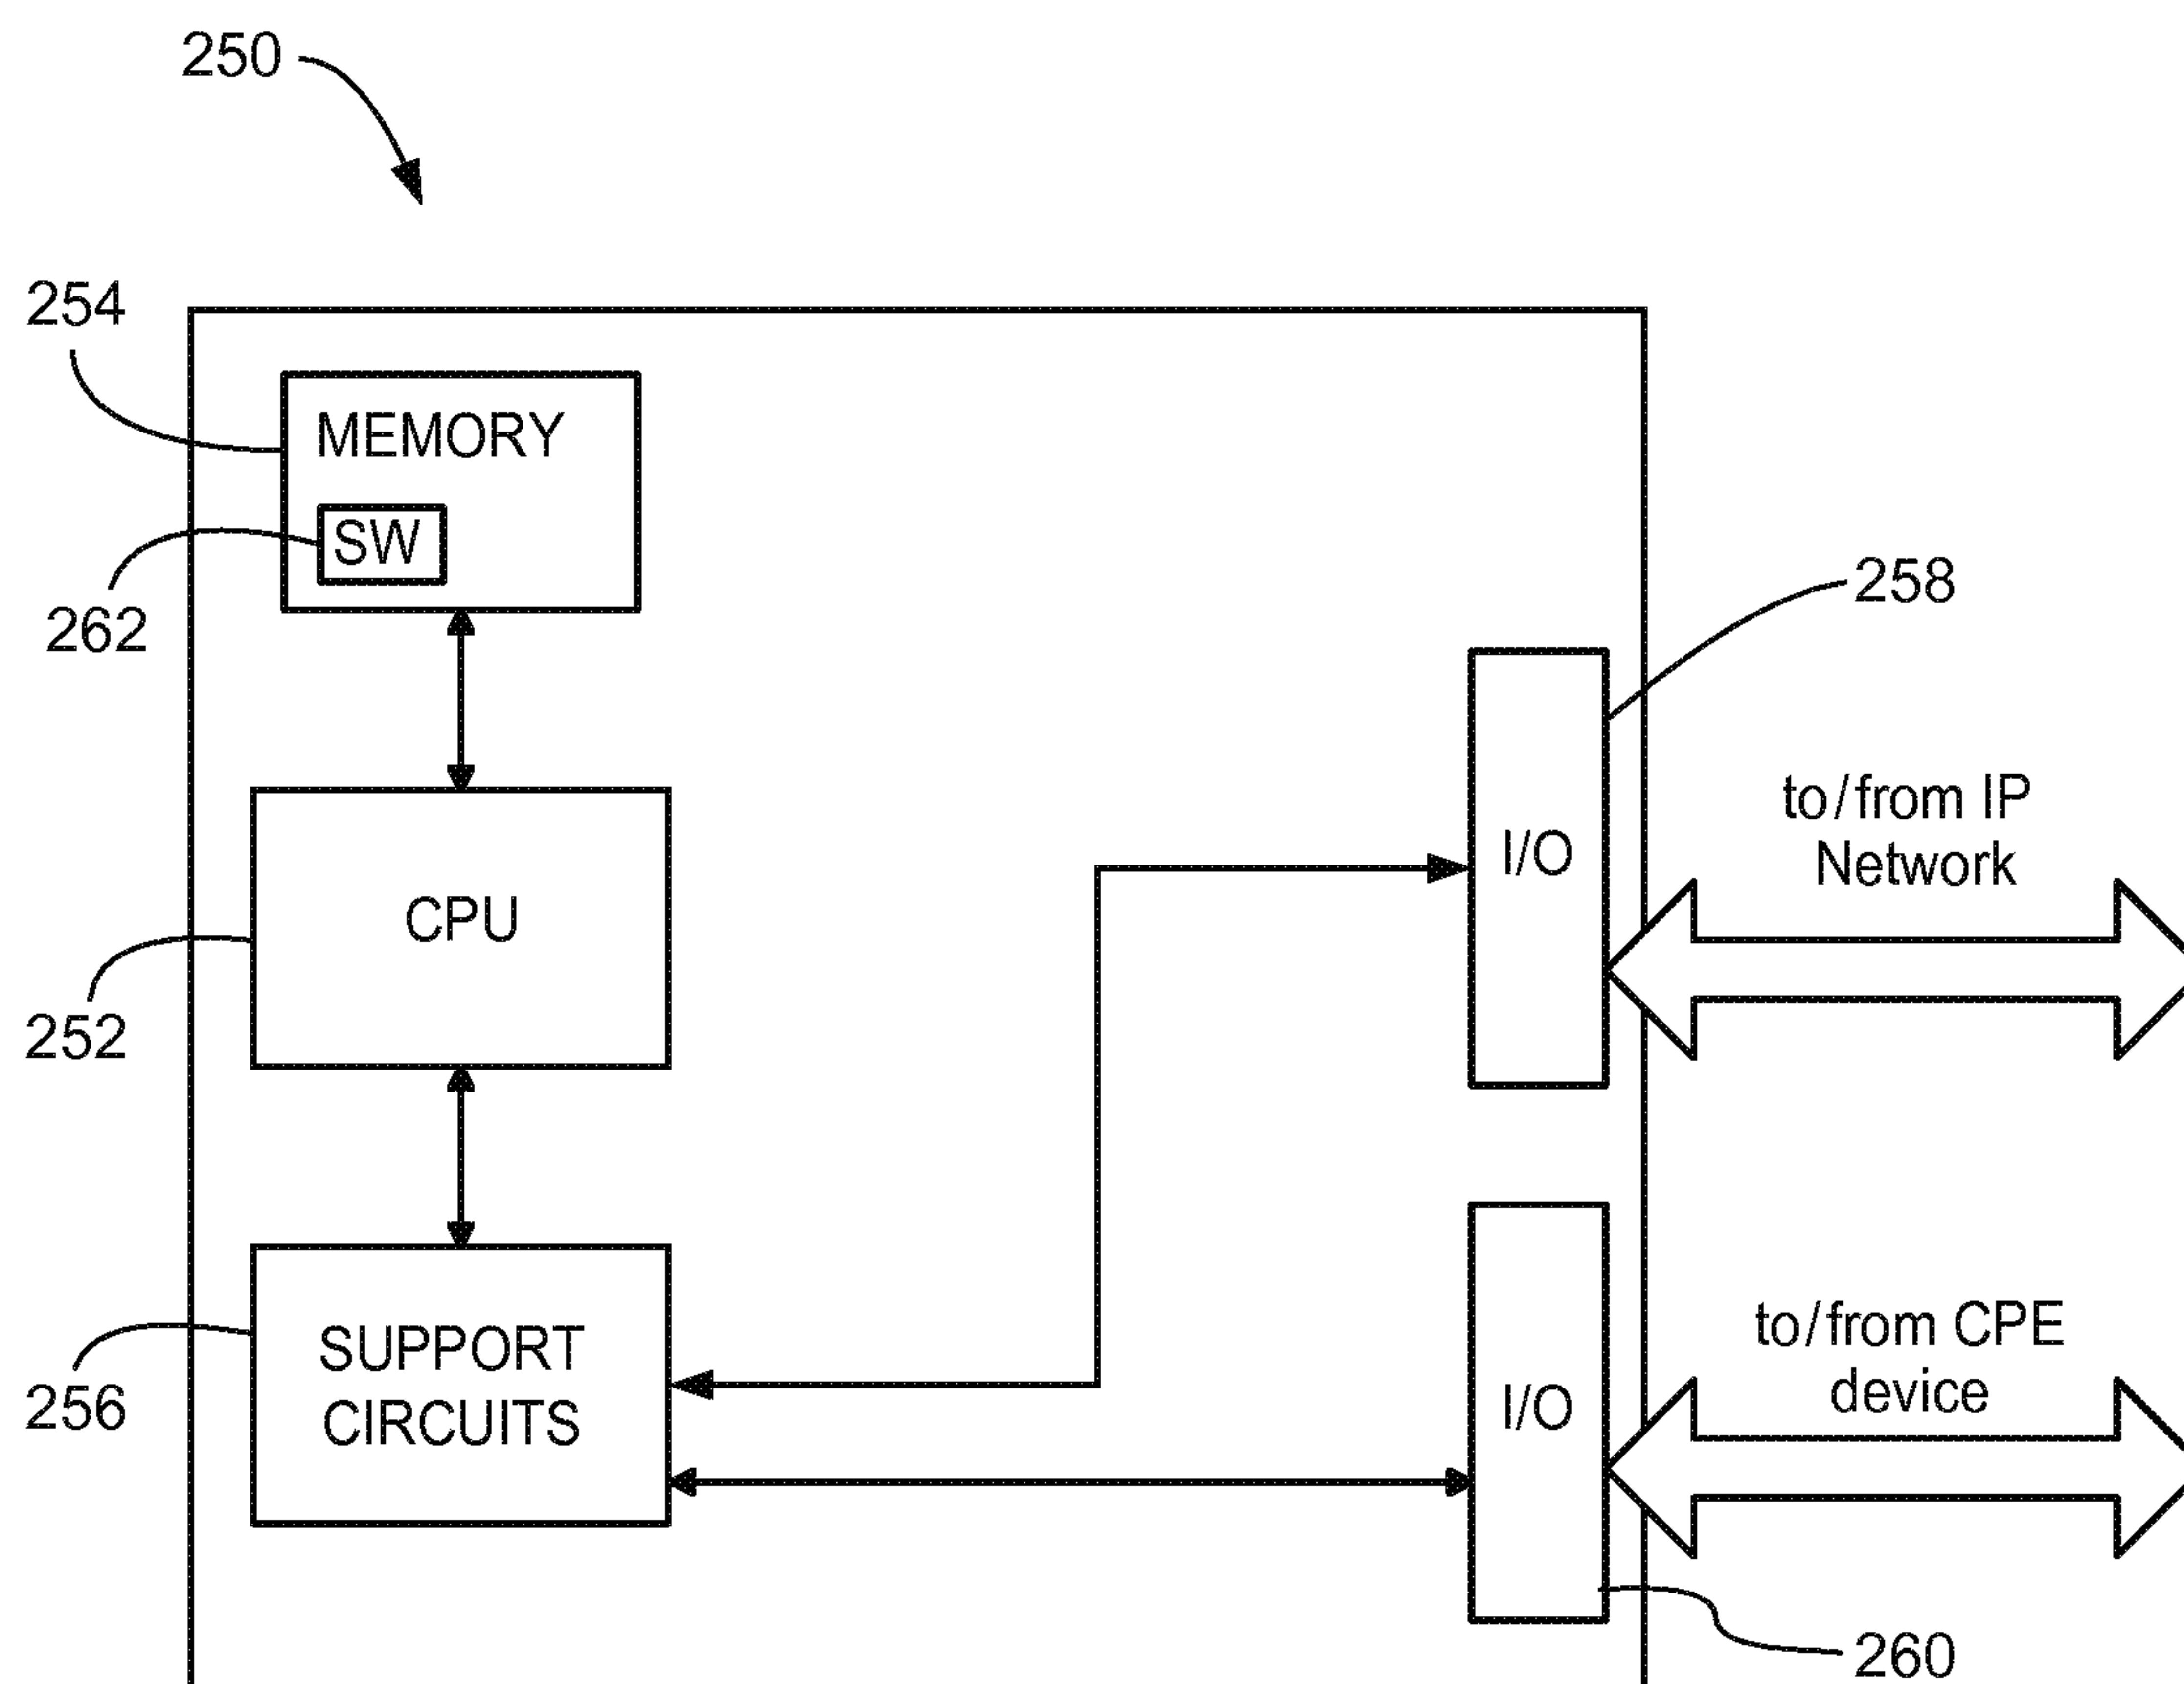 250
254
MEMORY
SW
262
258
I/O
to/from IP
Network
CPU
252
SUPPORT
CIRCUITS
256
I/O
to/from CPE
device
260